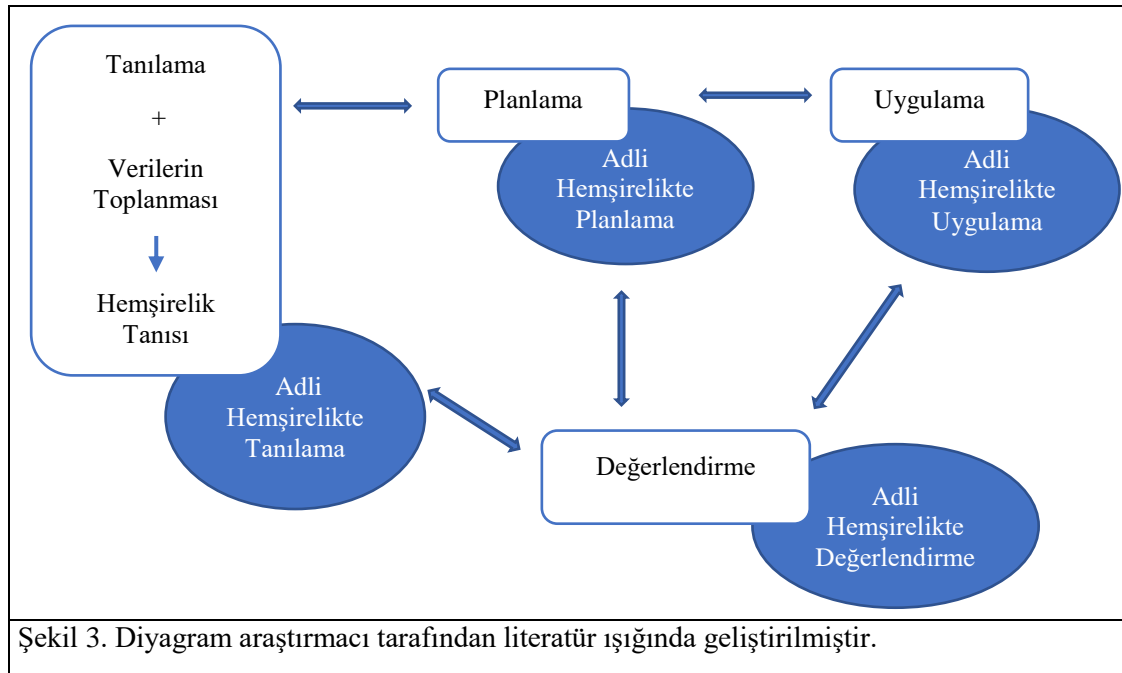 Tanılama
+
Verilerin
Toplanması
Hemşirelik
Tanısı
Adli
Hemşirelikte
Tanılama
Planlama
Adli
Hemşirelikte
Planlama
Uygulama
Adli
Hemşirelikte
Uygulama
Değerlendirme
Adli
Hemşirelikte
Değerlendirme
Şekil 3. Diyagram araştırmacı tarafından literatür ışığında geliştirilmiştir.